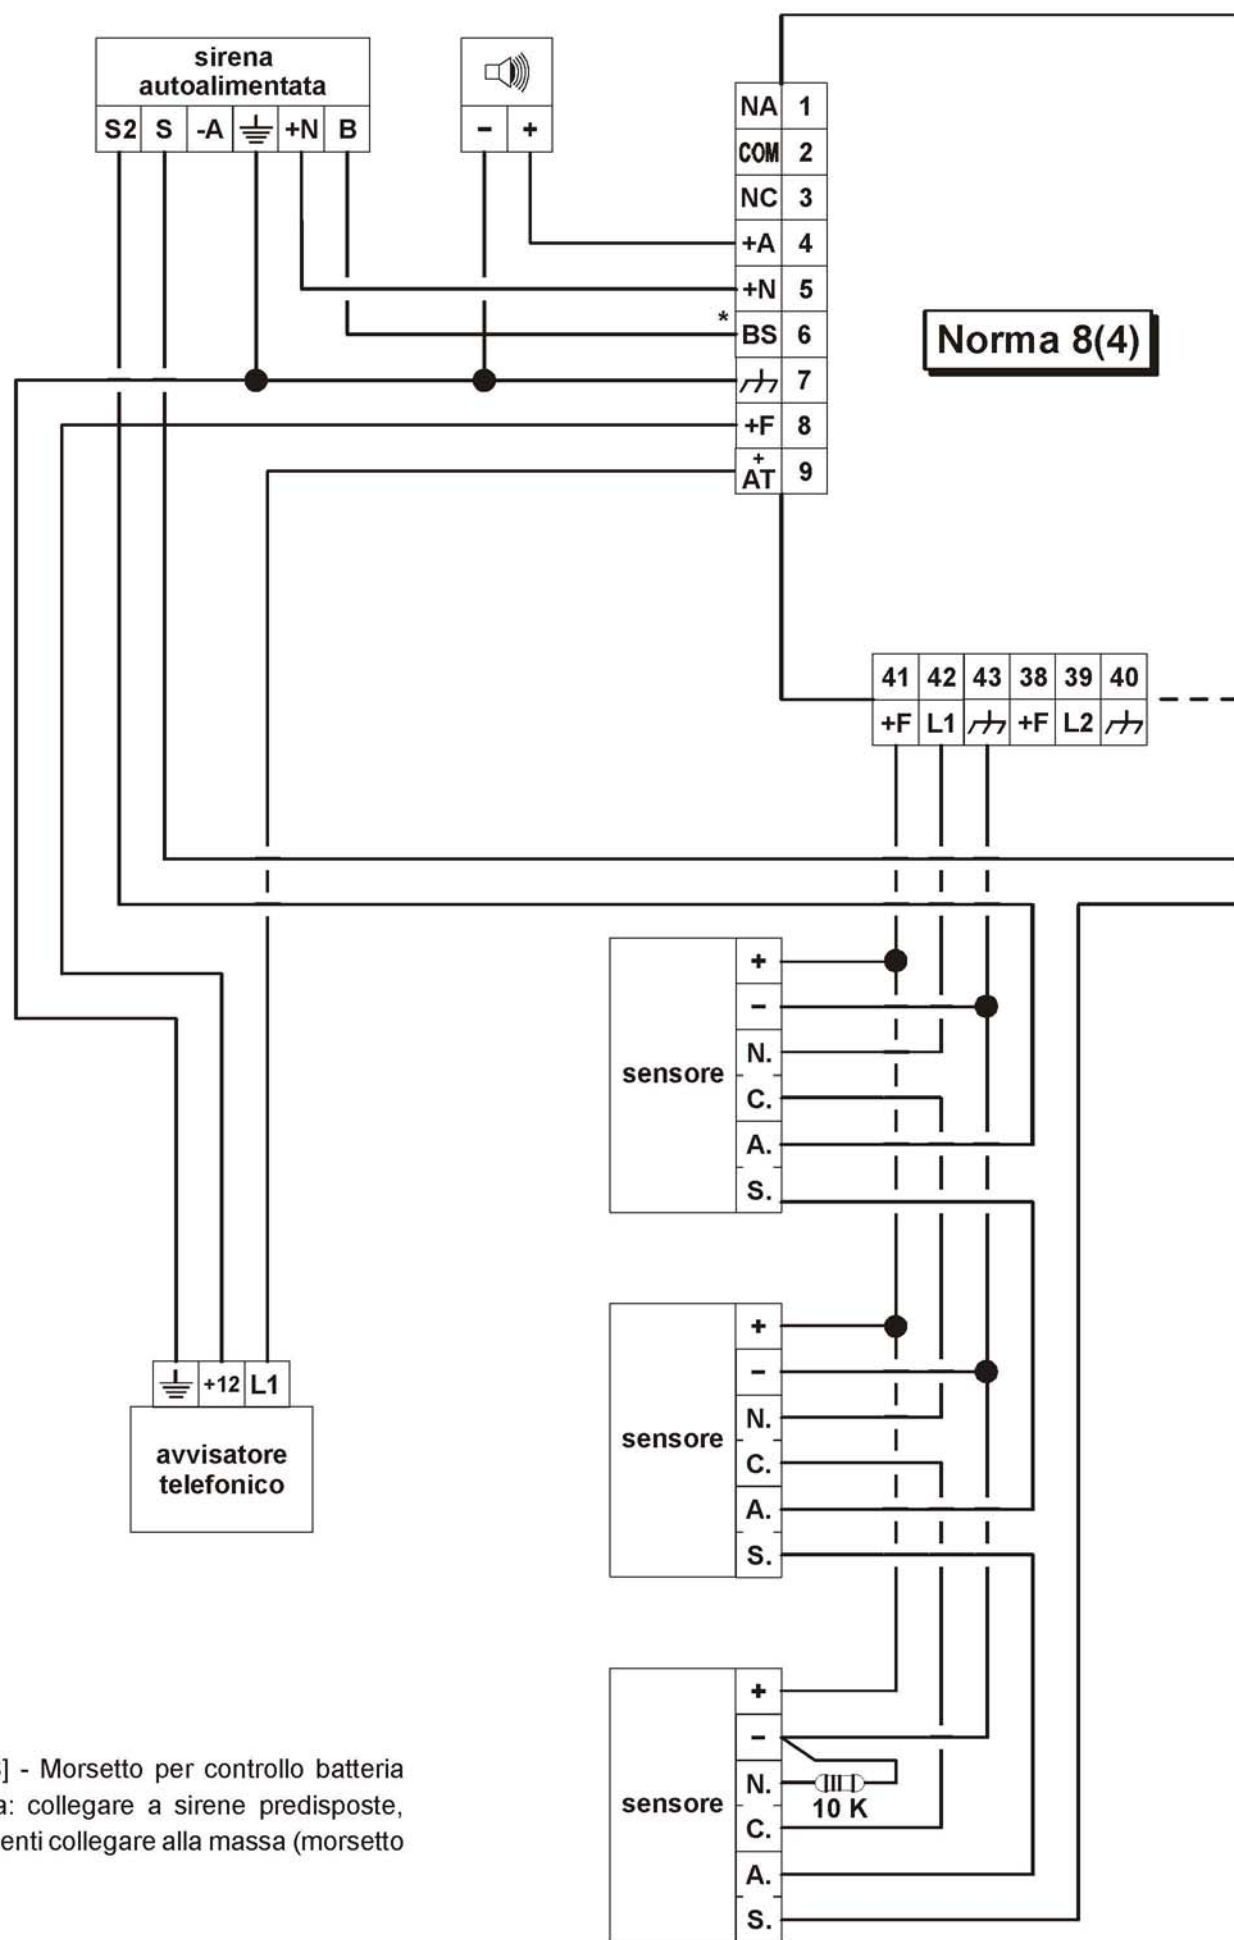 sirena
autoalimentata
S2 S -A +N B
- +
NA 1
COM 2
NC 3
+A 4
+N 5
* BS 6
7
+F 8
+
AT 9
Norma 8(4)
41 42 43 38 39 40
+F L1 +F L2
+
-
N.
sensore
C.
A.
S.
+
-
N.
sensore
C.
A.
S.
+12 L1
avvisatore
telefonico
+
-
N.
10 K
sensore
C.
A.
S.
] - Morsetto per controllo batteria
a: collegare a sirene predisposte,
enti collegare alla massa (morsetto